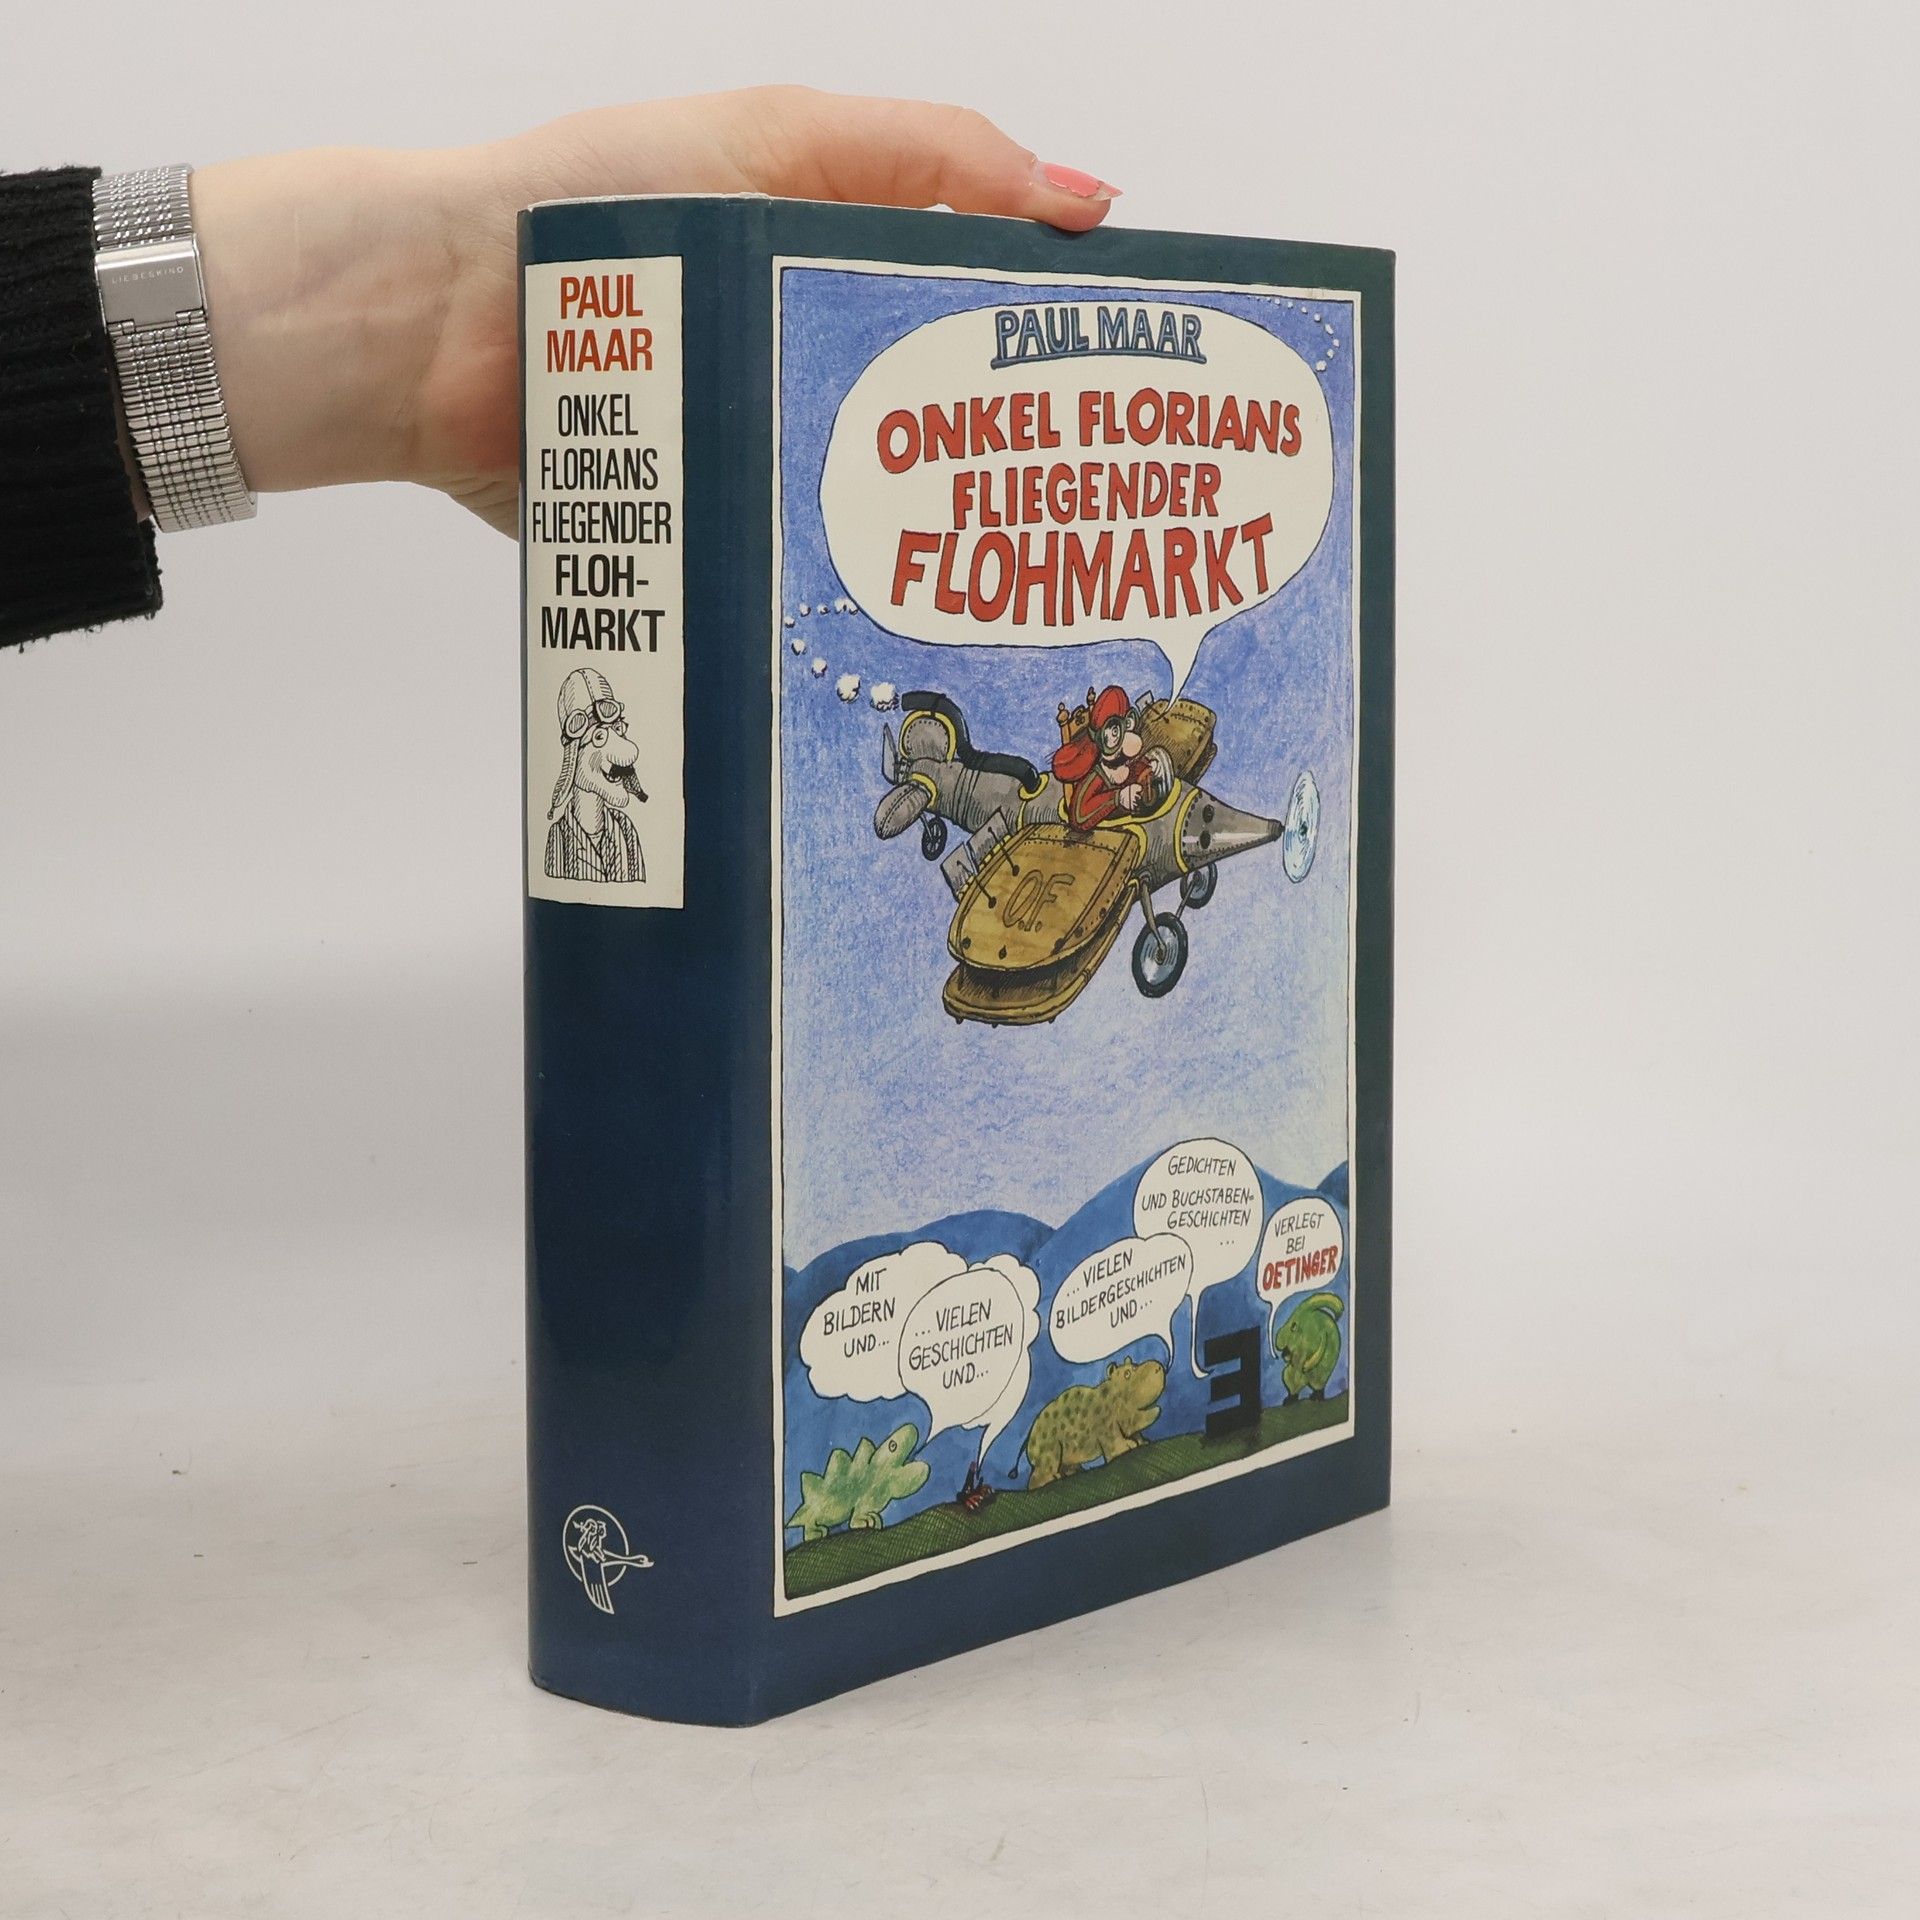 LIEBESKIND
PAUL
MAAR
ONKEL
FLORIANS
FLIEGENDER
FLOH-
MARKT
PAUL MAAR
ONKEL FLORIANS
FLIEGENDER
FLOHMARKT
O.F.
MIT
BILDERN
UND...
... VIELEN
GESCHICHTEN
UND...
... VIELEN
BILDERGESCHICHTEN
UND...
GEDICHTEN
UND BUCHSTABEN=
GESCHICHTEN
...
VERLEGT
BEI
OETINGER